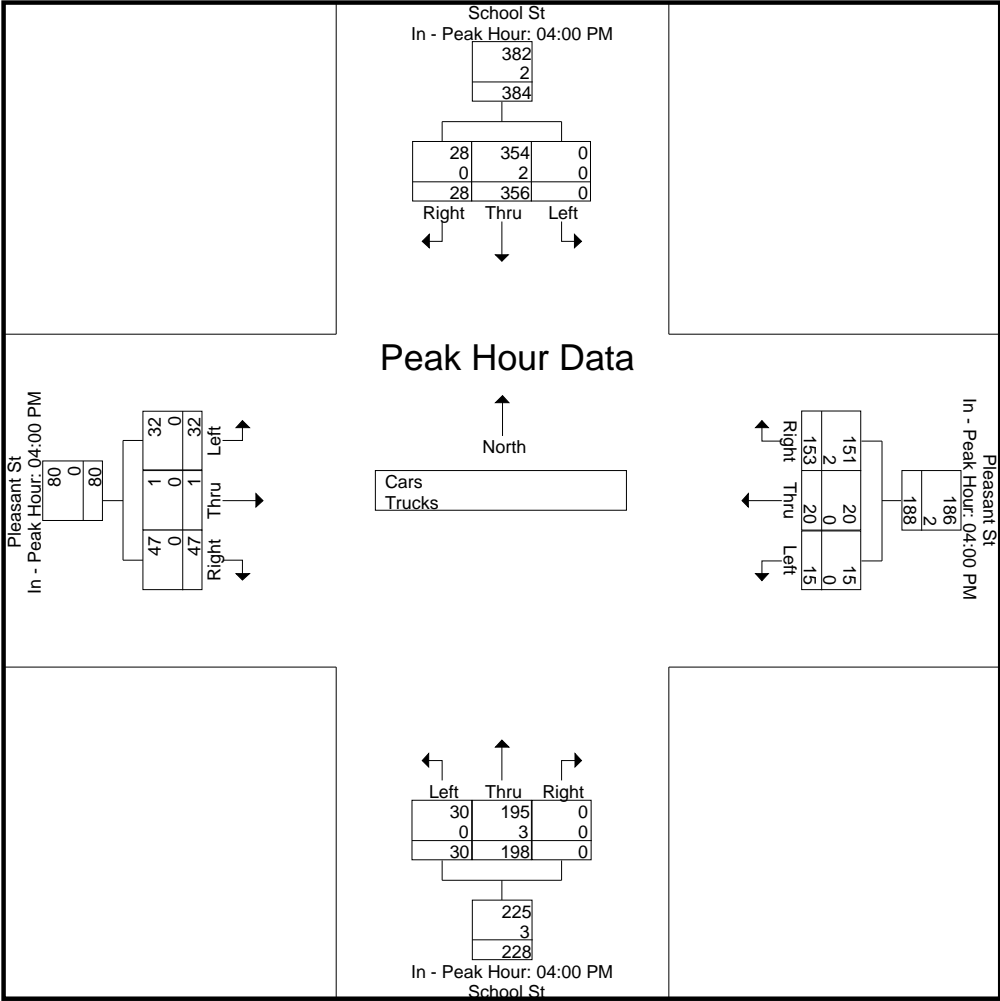 School St
In - Peak Hour: 04:00 PM
382
2
384
28 354 0
0 2 0
28 356 0
Right Thru Left
Peak Hour Data
North
Cars
Trucks
Pleasant St
In - Peak Hour: 04:00 PM
80
0
80
32 0 32
1 0 1
47 0 47
Left
Thru
Right
Pleasant St
In - Peak Hour: 04:00 PM
186
2
188
151 2 153
20 0 20
15 0 15
Right
Thru
Left
Left Thru Right
30 195 0
0 3 0
30 198 0
225
3
228
In - Peak Hour: 04:00 PM
School St